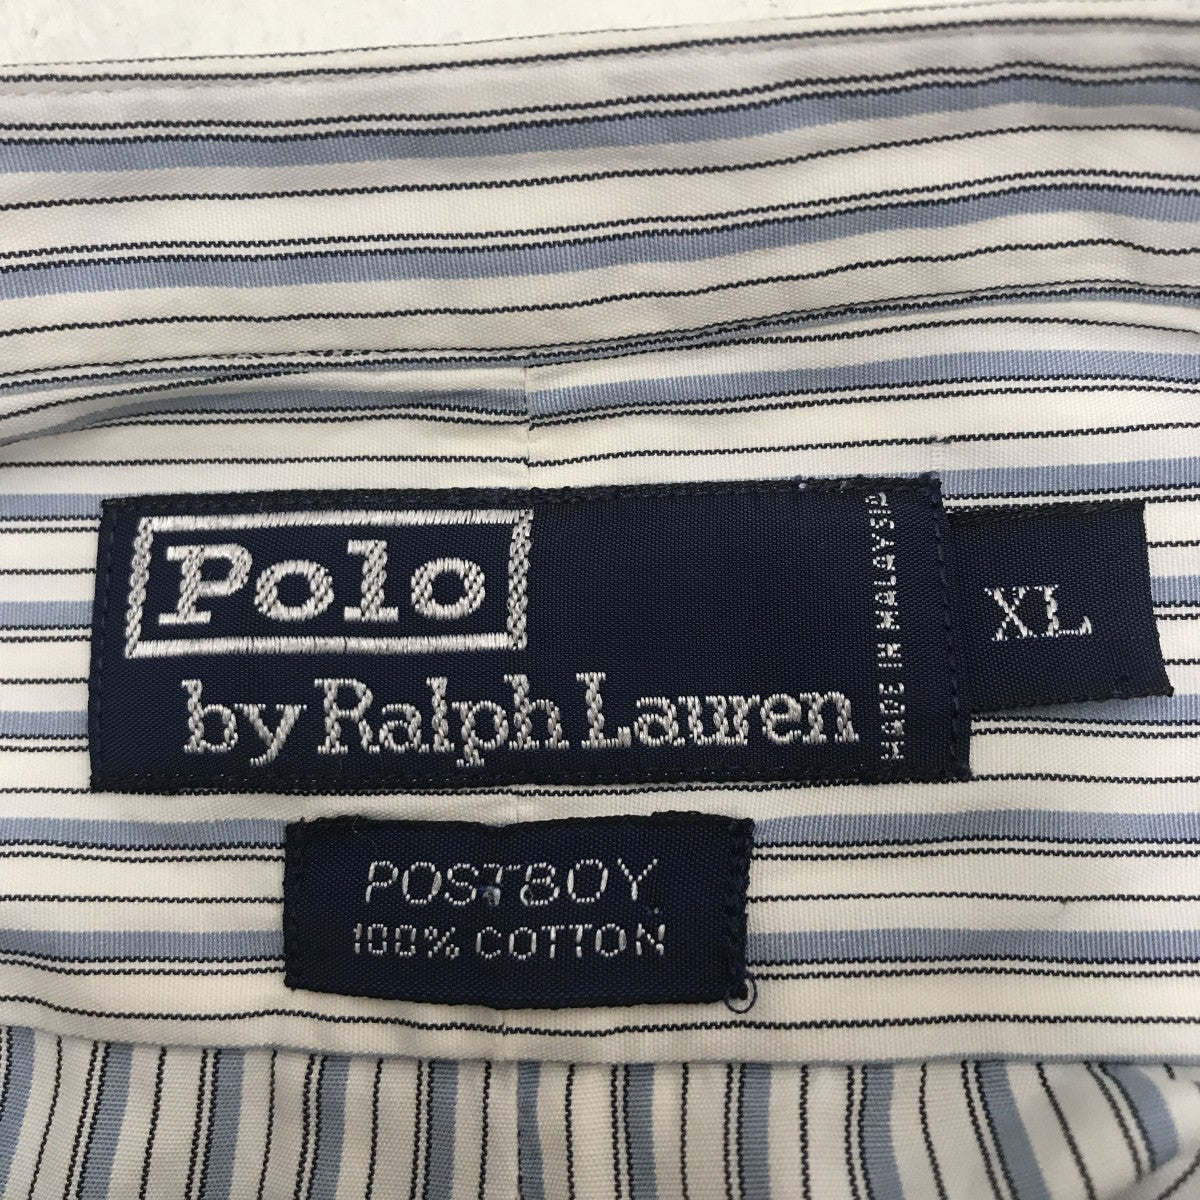 Polo
by Ralph Lauren
MADE IN MALAYSIA
XL
POSTBOY
100% COTTON